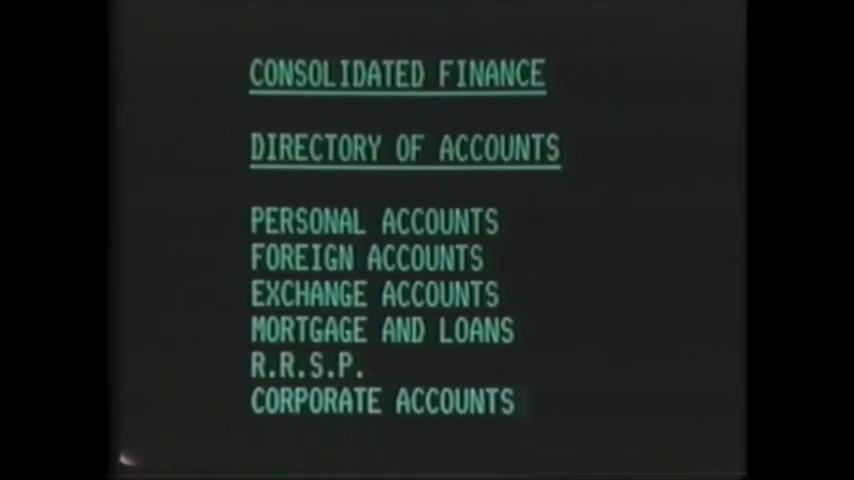 CONSOLIDATED FINANCE
DIRECTORY OF ACCOUNTS
PERSONAL ACCOUNTS
FOREIGN ACCOUNTS
EXCHANGE ACCOUNTS
MORTGAGE AND LOANS
R.R.S.P.
CORPORATE ACCOUNTS